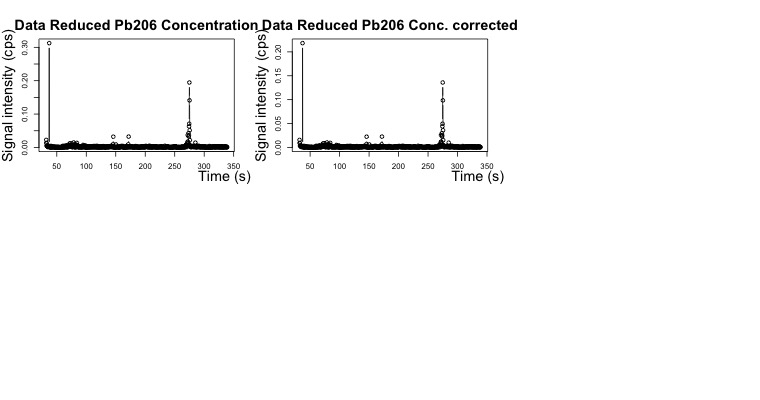 Data Reduced Pb206 Concentration
Signal intensity (cps)
0.30
0.20
0.10
0.00
50 100 150 200 250 300 350
Time (s)
Data Reduced Pb206 Conc. corrected
Signal intensity (cps)
0.20
0.15
0.10
0.05
0.00
50 100 150 200 250 300 350
Time (s)